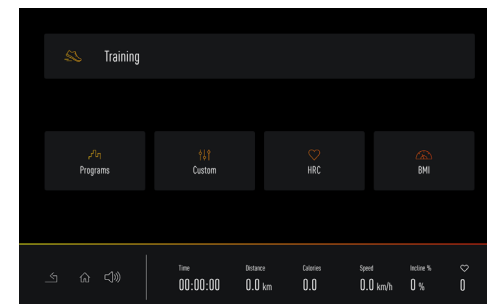 Training
Programs Custom HRC BMI
Time Distance Calories Speed Incline %
00:00:00 0.0 km 0.0 0.0 km/h 0 % 0